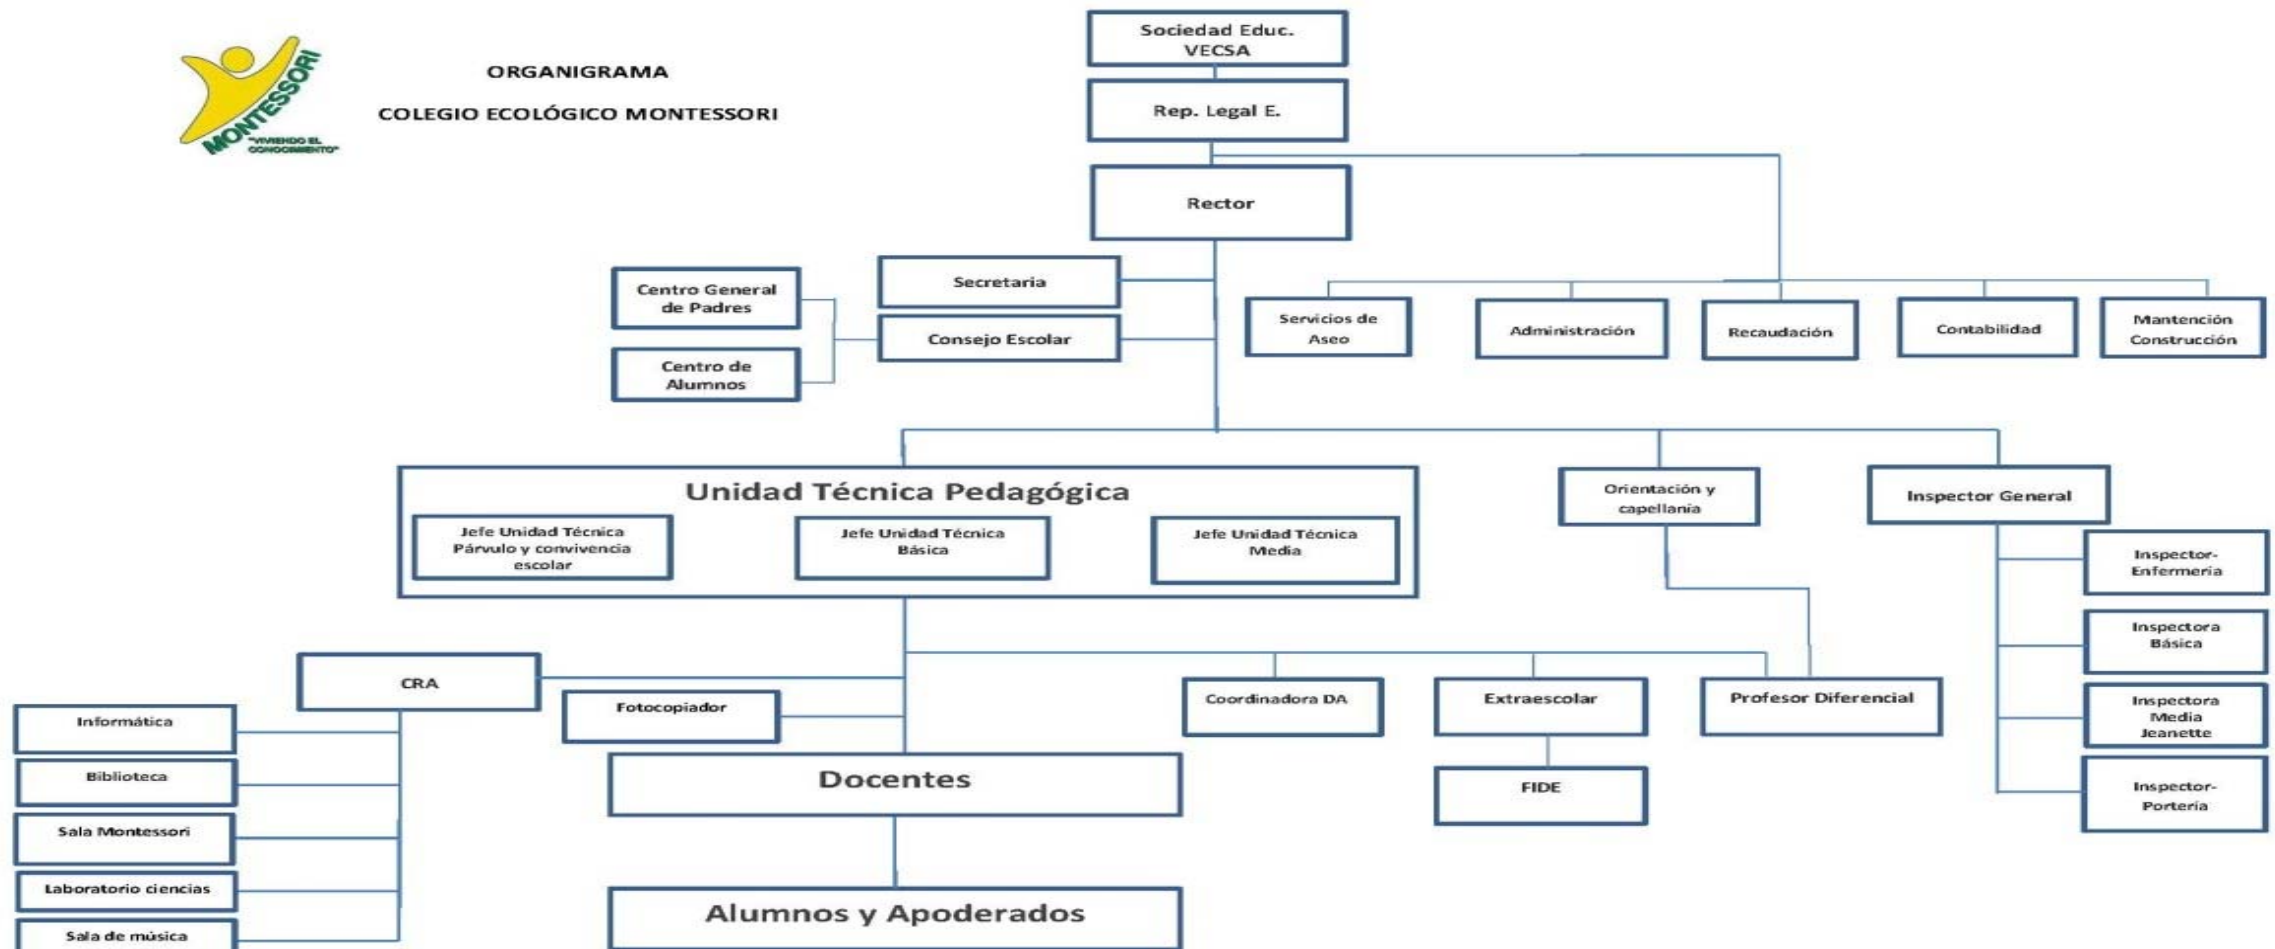 MONTESSORI
"VIVIENDO EL
CONOCIMIENTO"
ORGANIGRAMA
COLEGIO ECOLÓGICO MONTESSORI
Sociedad Educ.
VECSA
Rep. Legal E.
Rector
Secretaria
Centro General
de Padres
Consejo Escolar
Centro de
Alumnos
Servicios de
Aseo
Administración
Recaudación
Contabilidad
Mantención
Construcción
Unidad Técnica Pedagógica
Jefe Unidad Técnica
Párvulo y convivencia
escolar
Jefe Unidad Técnica
Básica
Jefe Unidad Técnica
Media
Orientación y
capellanía
Inspector General
Inspector-
Enfermería
Inspectora
Básica
Inspectora
Media
Jeanette
Inspector-
Portería
CRA
Fotocopiador
Coordinadora DA
Extraescolar
Profesor Diferencial
FIDE
Informática
Biblioteca
Sala Montessori
Laboratorio ciencias
Sala de música
Docentes
Alumnos y Apoderados